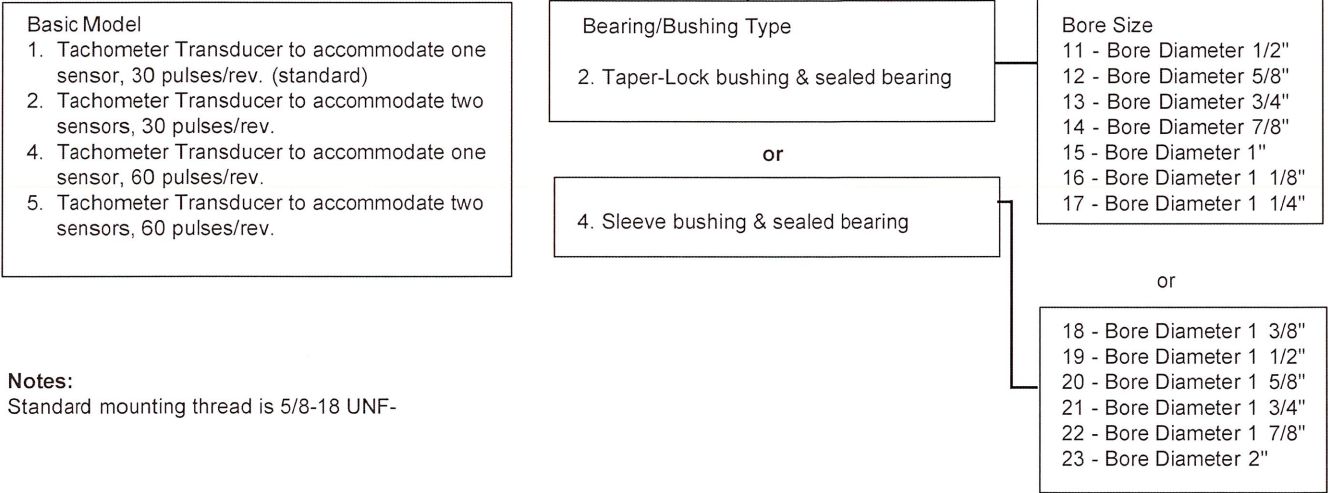 Basic Model
1. Tachometer Transducer to accommodate one
sensor, 30 pulses/rev. (standard)
2. Tachometer Transducer to accommodate two
sensors, 30 pulses/rev.
4. Tachometer Transducer to accommodate one
sensor, 60 pulses/rev.
5. Tachometer Transducer to accommodate two
sensors, 60 pulses/rev.
Bearing/Bushing Type
2. Taper-Lock bushing & sealed bearing
or
4. Sleeve bushing & sealed bearing
Bore Size
11 - Bore Diameter 1/2"
12 - Bore Diameter 5/8"
13 - Bore Diameter 3/4"
14 - Bore Diameter 7/8"
15 - Bore Diameter 1"
16 - Bore Diameter 1 1/8"
17 - Bore Diameter 1 1/4"
or
18 - Bore Diameter 1 3/8"
19 - Bore Diameter 1 1/2"
20 - Bore Diameter 1 5/8"
21 - Bore Diameter 1 3/4"
22 - Bore Diameter 1 7/8"
23 - Bore Diameter 2"
Notes:
Standard mounting thread is 5/8-18 UNF-